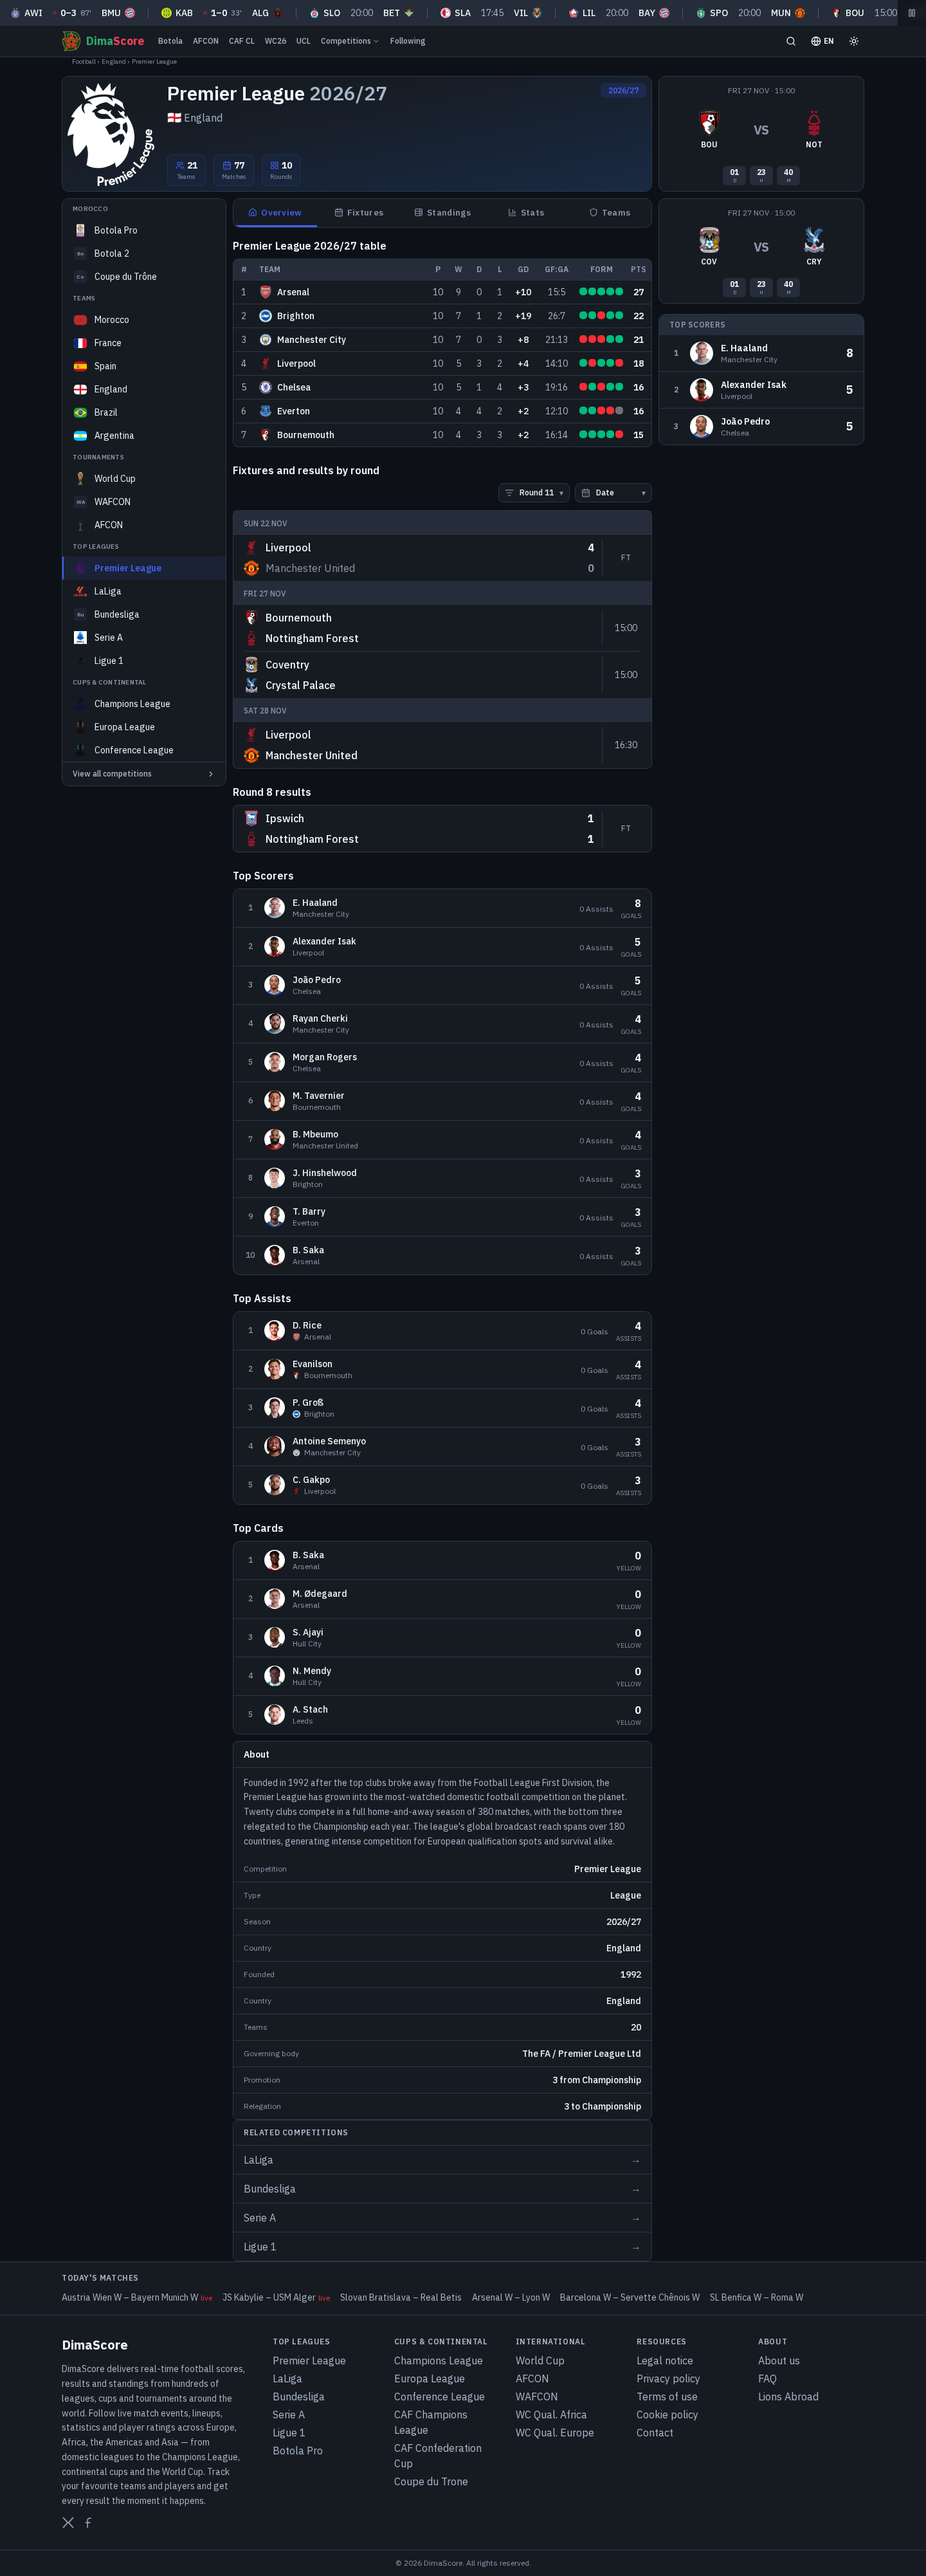 AWI 0–3 87' BMU
KAB 1–0 33' ALG
SLO 20:00 BET
SLA 17:45 VIL
LIL 20:00 BAY
SPO 20:00 MUN
BOU 15:00
DimaScore Botola AFCON CAF CL WC26 UCL Competitions Following EN
Football › England › Premier League
Premier League 2026/27
2026/27
England
21 Teams
77 Matches
10 Rounds
FRI 27 NOV · 15:00
BOU VS NOT
01 D 23 H 40 M
FRI 27 NOV · 15:00
COV VS CRY
01 D 23 H 40 M
TOP SCORERS
1 E. Haaland Manchester City 8
2 Alexander Isak Liverpool 5
3 João Pedro Chelsea 5
MOROCCO
Botola Pro
Bo Botola 2
Co Coupe du Trône
TEAMS
Morocco
France
Spain
England
Brazil
Argentina
TOURNAMENTS
World Cup
WA WAFCON
AFCON
TOP LEAGUES
Premier League
LaLiga
Bu Bundesliga
Serie A
Ligue 1
CUPS & CONTINENTAL
Champions League
Europa League
Conference League
View all competitions
Overview Fixtures Standings Stats Teams
Premier League 2026/27 table
# TEAM P W D L GD GF:GA FORM PTS
1 Arsenal 10 9 0 1 +10 15:5 27
2 Brighton 10 7 1 2 +19 26:7 22
3 Manchester City 10 7 0 3 +8 21:13 21
4 Liverpool 10 5 3 2 +4 14:10 18
5 Chelsea 10 5 1 4 +3 19:16 16
6 Everton 10 4 4 2 +2 12:10 16
7 Bournemouth 10 4 3 3 +2 16:14 15
Fixtures and results by round
Round 11 ▾ Date ▾
SUN 22 NOV
Liverpool 4
FT
Manchester United 0
FRI 27 NOV
Bournemouth
15:00
Nottingham Forest
Coventry
15:00
Crystal Palace
SAT 28 NOV
Liverpool
16:30
Manchester United
Round 8 results
Ipswich 1
FT
Nottingham Forest 1
Top Scorers
1 E. Haaland Manchester City 0 Assists 8 GOALS
2 Alexander Isak Liverpool 0 Assists 5 GOALS
3 João Pedro Chelsea 0 Assists 5 GOALS
4 Rayan Cherki Manchester City 0 Assists 4 GOALS
5 Morgan Rogers Chelsea 0 Assists 4 GOALS
6 M. Tavernier Bournemouth 0 Assists 4 GOALS
7 B. Mbeumo Manchester United 0 Assists 4 GOALS
8 J. Hinshelwood Brighton 0 Assists 3 GOALS
9 T. Barry Everton 0 Assists 3 GOALS
10 B. Saka Arsenal 0 Assists 3 GOALS
Top Assists
1 D. Rice Arsenal 0 Goals 4 ASSISTS
2 Evanilson Bournemouth 0 Goals 4 ASSISTS
3 P. Groß Brighton 0 Goals 4 ASSISTS
4 Antoine Semenyo Manchester City 0 Goals 3 ASSISTS
5 C. Gakpo Liverpool 0 Goals 3 ASSISTS
Top Cards
1 B. Saka Arsenal 0 YELLOW
2 M. Ødegaard Arsenal 0 YELLOW
3 S. Ajayi Hull City 0 YELLOW
4 N. Mendy Hull City 0 YELLOW
5 A. Stach Leeds 0 YELLOW
About
Founded in 1992 after the top clubs broke away from the Football League First Division, the
Premier League has grown into the most-watched domestic football competition on the planet.
Twenty clubs compete in a full home-and-away season of 380 matches, with the bottom three
relegated to the Championship each year. The league's global broadcast reach spans over 180
countries, generating intense competition for European qualification spots and survival alike.
Competition Premier League
Type League
Season 2026/27
Country England
Founded 1992
Country England
Teams 20
Governing body The FA / Premier League Ltd
Promotion 3 from Championship
Relegation 3 to Championship
RELATED COMPETITIONS
LaLiga →
Bundesliga →
Serie A →
Ligue 1 →
TODAY'S MATCHES
Austria Wien W – Bayern Munich W live JS Kabylie – USM Alger live Slovan Bratislava – Real Betis Arsenal W – Lyon W Barcelona W – Servette Chênois W SL Benfica W – Roma W
DimaScore
DimaScore delivers real-time football scores,
results and standings from hundreds of
leagues, cups and tournaments around the
world. Follow live match events, lineups,
statistics and player ratings across Europe,
Africa, the Americas and Asia — from
domestic leagues to the Champions League,
continental cups and the World Cup. Track
your favourite teams and players and get
every result the moment it happens.
TOP LEAGUES
Premier League
LaLiga
Bundesliga
Serie A
Ligue 1
Botola Pro
CUPS & CONTINENTAL
Champions League
Europa League
Conference League
CAF Champions
League
CAF Confederation
Cup
Coupe du Trone
INTERNATIONAL
World Cup
AFCON
WAFCON
WC Qual. Africa
WC Qual. Europe
RESOURCES
Legal notice
Privacy policy
Terms of use
Cookie policy
Contact
ABOUT
About us
FAQ
Lions Abroad
© 2026 DimaScore. All rights reserved.